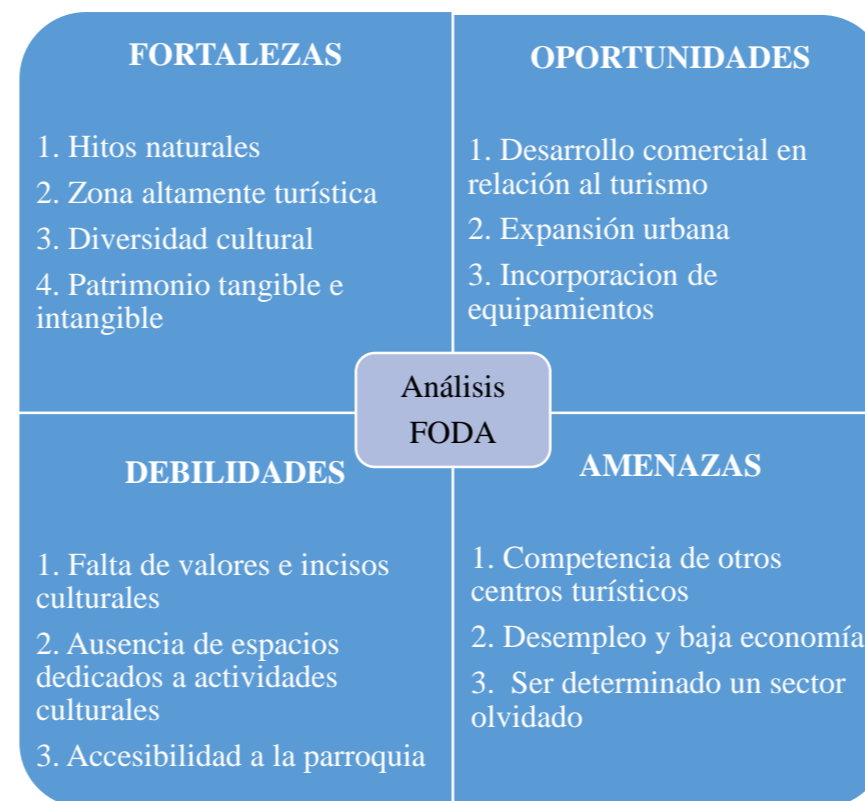 FORTALEZAS
1. Hitos naturales
2. Zona altamente turística
3. Diversidad cultural
4. Patrimonio tangible e
intangible
OPORTUNIDADES
1. Desarrollo comercial en
relación al turismo
2. Expansión urbana
3. Incorporacion de
equipamientos
Análisis
FODA
DEBILIDADES
1. Falta de valores e incisos
culturales
2. Ausencia de espacios
dedicados a actividades
culturales
3. Accesibilidad a la parroquia
AMENAZAS
1. Competencia de otros
centros turísticos
2. Desempleo y baja economía
3. Ser determinado un sector
olvidado